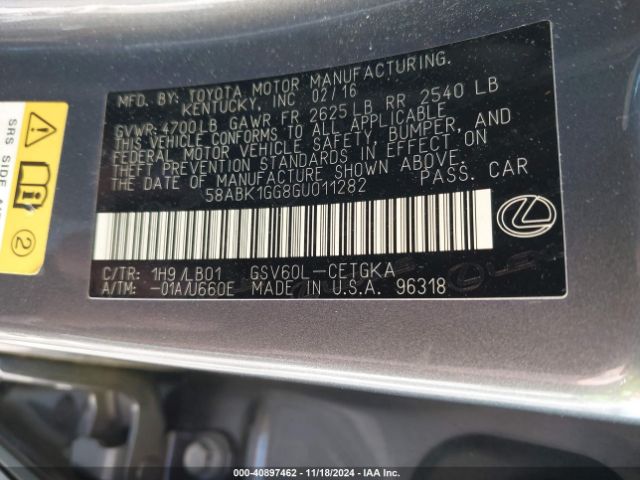 MFD. BY: TOYOTA MOTOR MANUFACTURING.
KENTUCKY, INC 02/16
GVWR: 4700LB GAWR FR 2625LB RR 2540 LB
THIS VEHICLE CONFORMS TO ALL APPLICABLE
FEDERAL MOTOR VEHICLE SAFETY, BUMPER, AND
THEFT PREVENTION STANDARDS IN EFFECT ON
THE DATE OF MANUFACTURE SHOWN ABOVE.
58ABK1GG8GU011282 PASS. CAR
C/TR: 1H9/LB01 GSV60L-CETGKA
A/TM: -01A/U660E MADE IN U.S.A. 96318
SRS SIDE
2
000-40897462 - 11/18/2024 - IAA Inc.